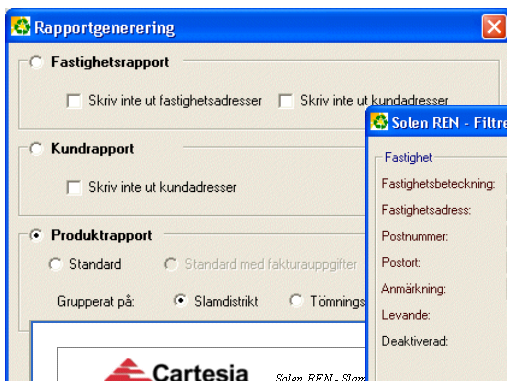 Rapportgenerering
Fastighetsrapport
Skriv inte ut fastighetsadresser Skriv inte ut kundadresser
Solen REN - Filtre
Kundrapport
Fastighet
Skriv inte ut kundadresser
Fastighetsbeteckning:
Fastighetsadress:
Produktrapport
Postnummer:
Standard Standard med fakturauppgifter
Postort:
Anmärkning:
Grupperat på: Slamdistrikt Tömnings
Levande:
Deaktiverad:
Cartesia
Solen REN - Slam